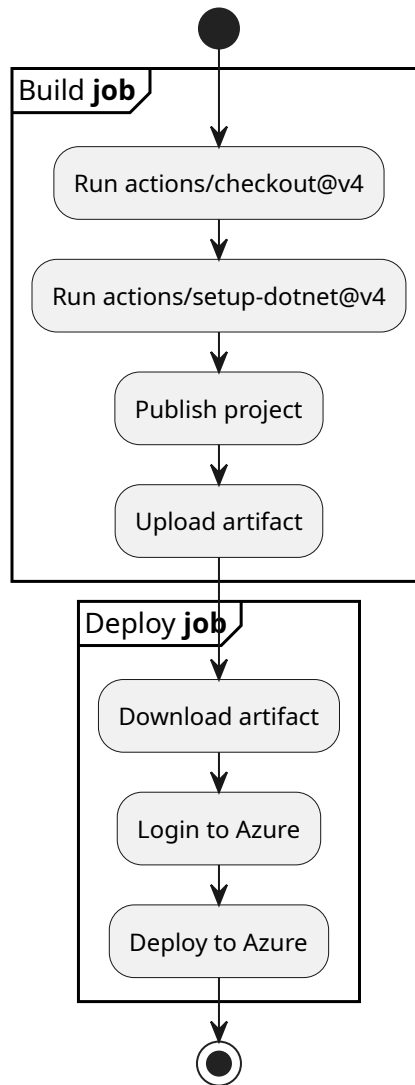 Build job
Run actions/checkout@v4
Run actions/setup-dotnet@v4
Publish project
Upload artifact
Deploy job
Download artifact
Login to Azure
Deploy to Azure